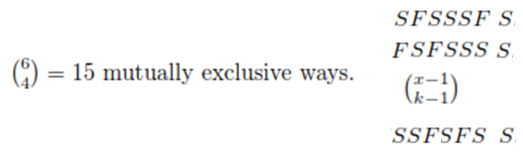 SFSSSF S
FSFSSS S
(6 4) = 15 mutually exclusive ways.
(x−1 k−1)
SSFSFS S